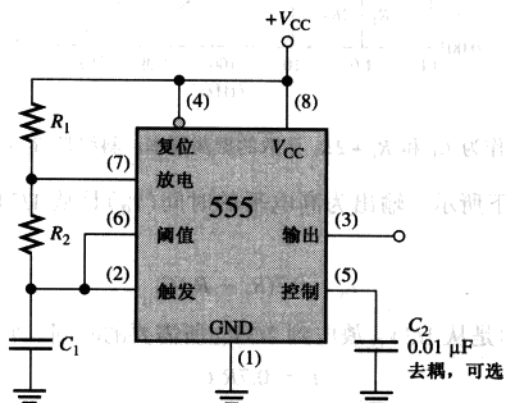 +VCC
(4)
(8)
R1
复位
VCC
(7)
放电
555
(6)
(3)
R2
阈值
输出
(2)
(5)
触发
控制
GND
C1
(1)
C2
0.01 μF
去耦，可选